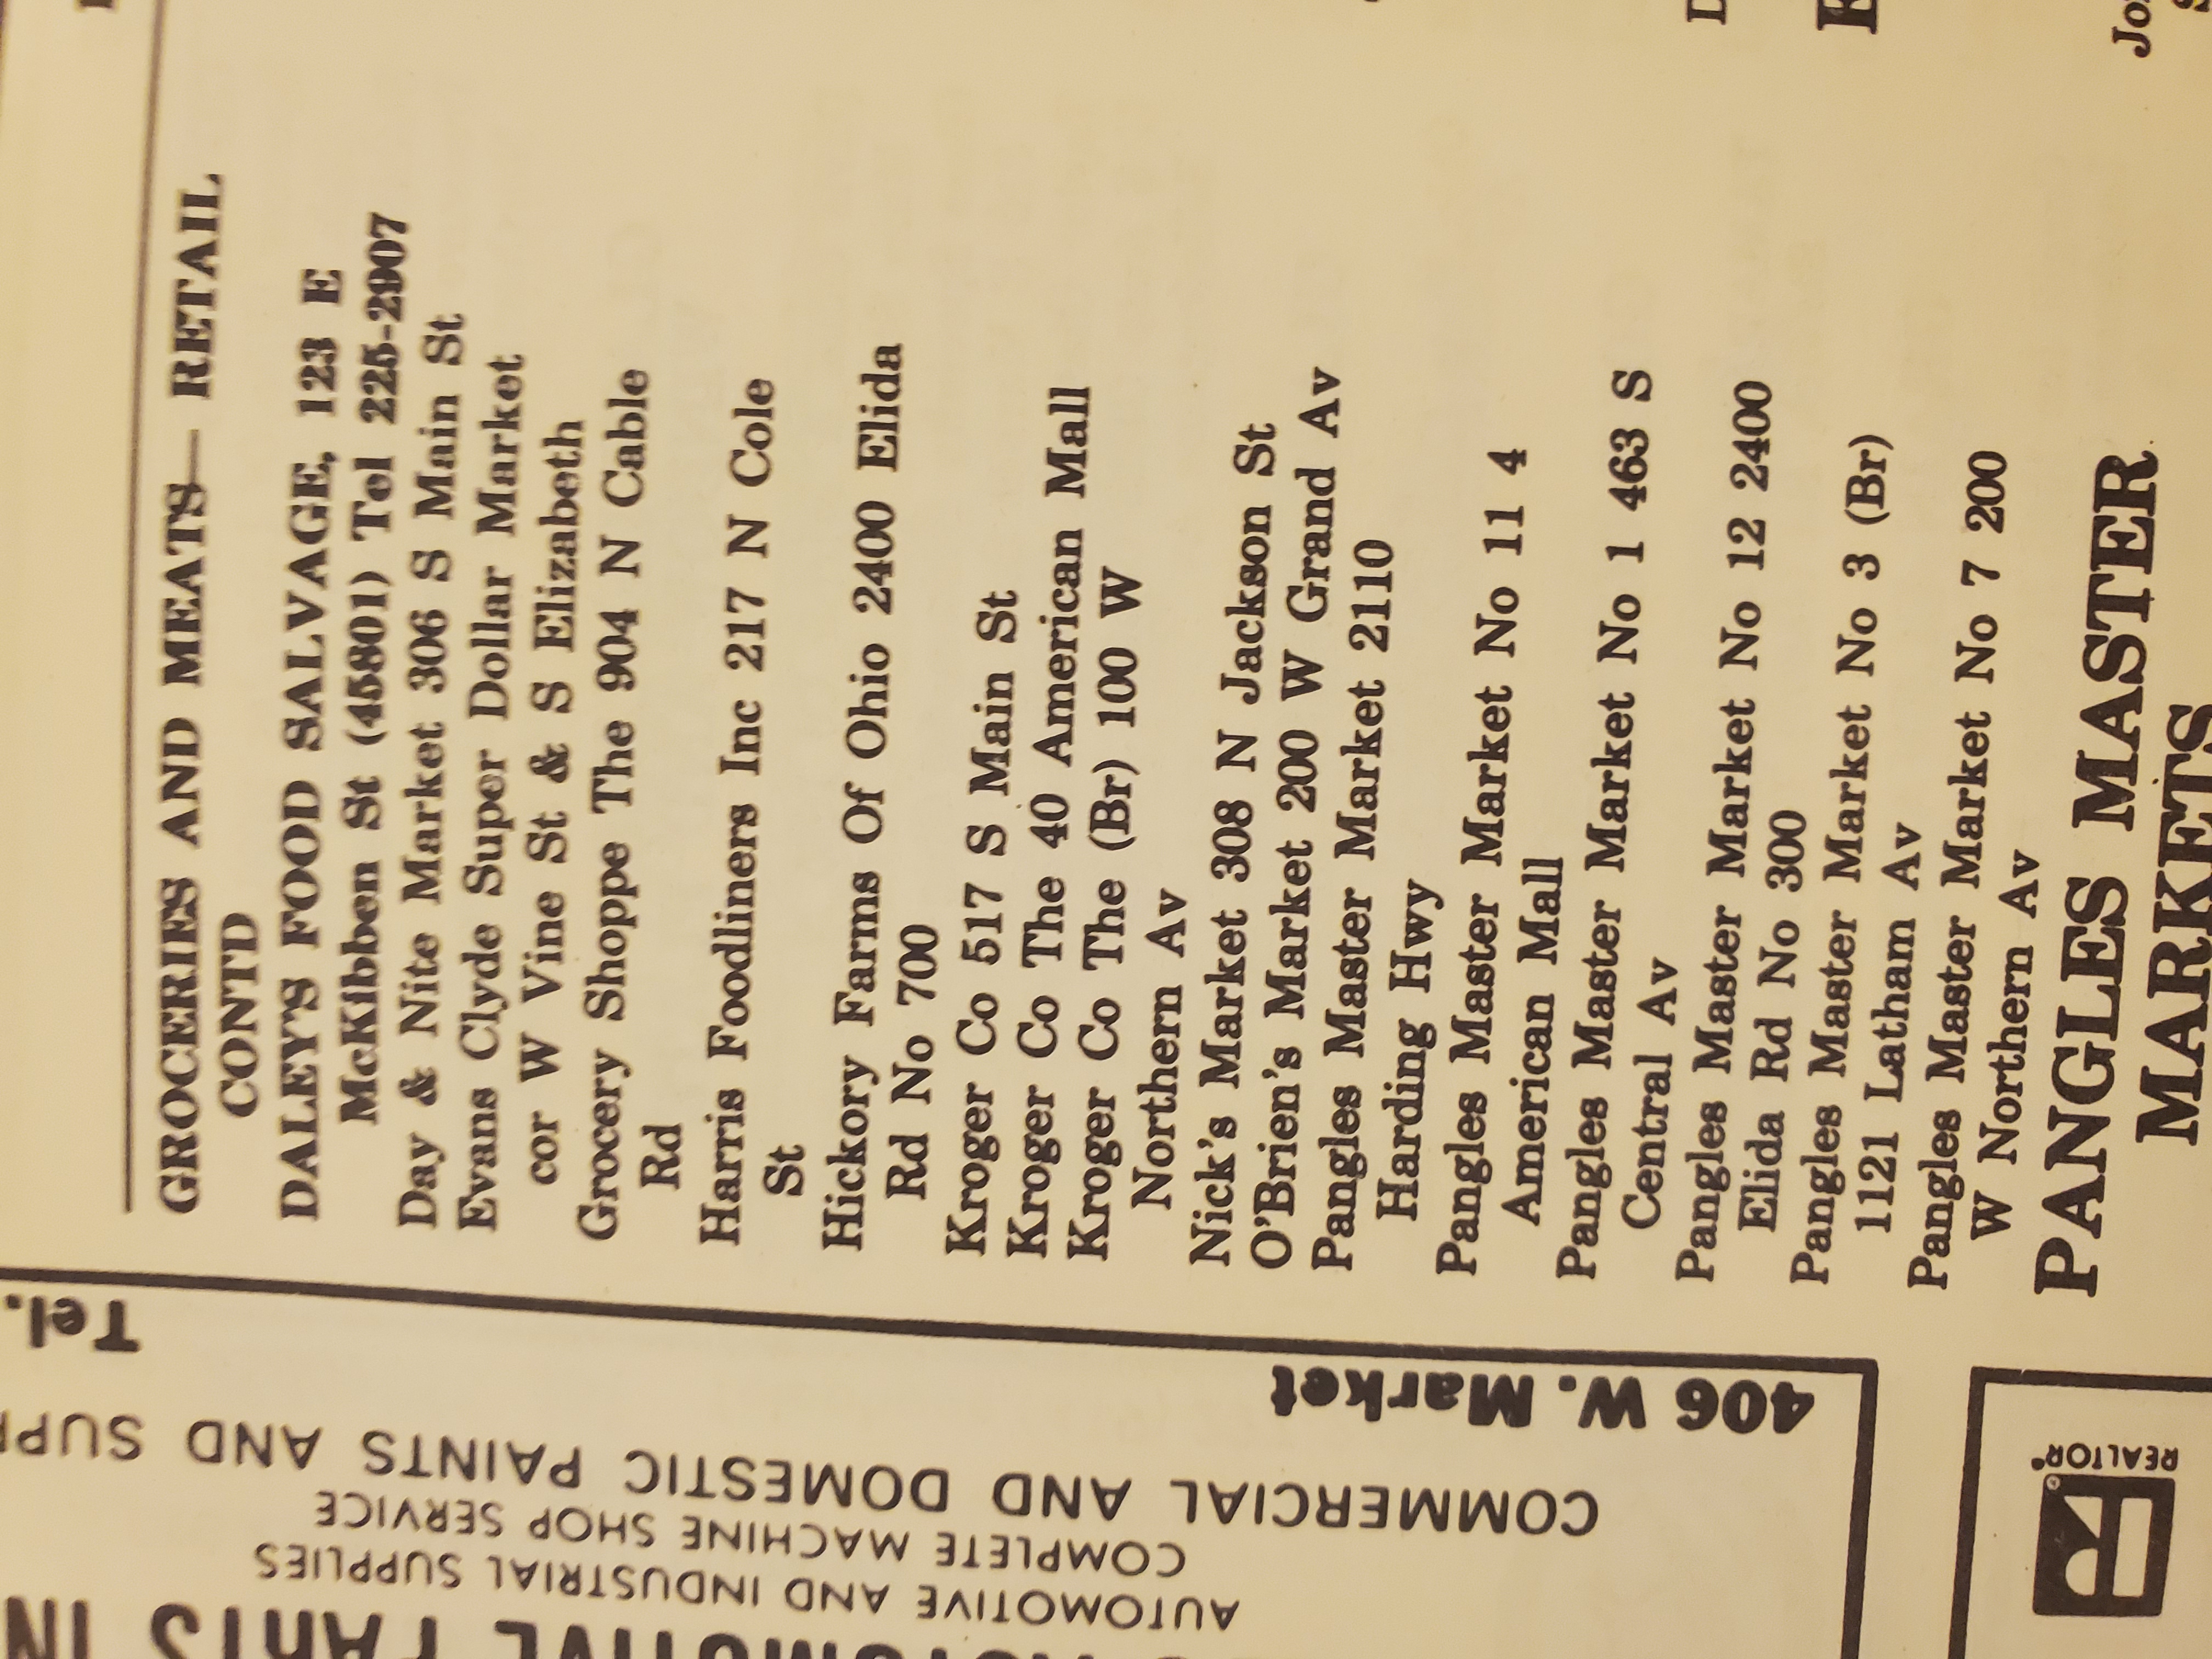 GROCERIES AND MEATS— RETAIL
CONTD
DALEY'S FOOD SALVAGE, 123 E
McKibben St (45801) Tel 225-2907
Day & Nite Market 306 S Main St
Evans Clyde Super Dollar Market
cor W Vine St & S Elizabeth
Grocery Shoppe The 904 N Cable
Rd
Harris Foodliners Inc 217 N Cole
St
Hickory Farms Of Ohio 2400 Elida
Rd No 700
Kroger Co 517 S Main St
Kroger Co The 40 American Mall
Kroger Co The (Br) 100 W
Northern Av
Nick's Market 308 N Jackson St
O'Brien's Market 200 W Grand Av
Pangles Master Market 2110
Harding Hwy
Pangles Master Market No 11 4
American Mall
Pangles Master Market No 1 463 S
Central Av
Pangles Master Market No 12 2400
Elida Rd No 300
Pangles Master Market No 3 (Br)
1121 Latham Av
Pangles Master Market No 7 200
W Northern Av
PANGLES MASTER
MARKETS
PARTS
AUTOMOTIVE AND INDUSTRIAL SUPPLIES
COMPLETE MACHINE SHOP SERVICE
COMMERCIAL AND DOMESTIC PAINTS AND
406 W. Market
Tel.
REALTOR®